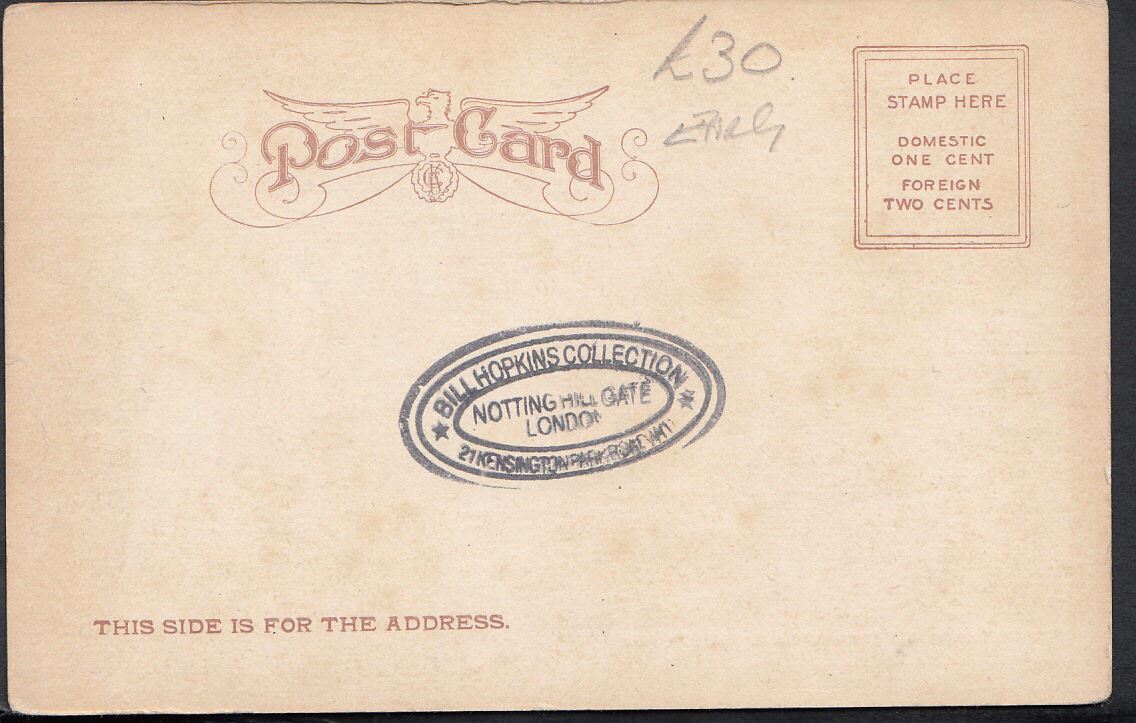 £30
Early
Post Card
PLACE
STAMP HERE
DOMESTIC
ONE CENT
FOREIGN
TWO CENTS
BILL HOPKINS COLLECTION
NOTTING HILL GATE
LONDON
21 KENSINGTON PARK ROAD W11
THIS SIDE IS FOR THE ADDRESS.